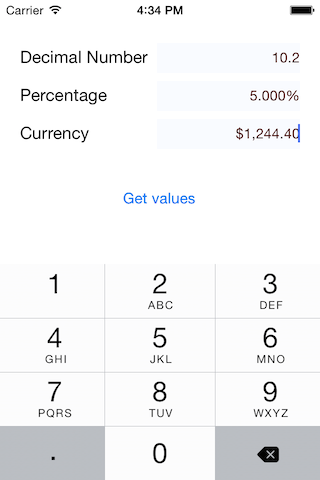 Carrier 4:34 PM
Decimal Number 10.2
Percentage 5.000%
Currency $1,244.40
Get values
1 2 3
ABC DEF
4 5 6
GHI JKL MNO
7 8 9
PQRS TUV WXYZ
. 0